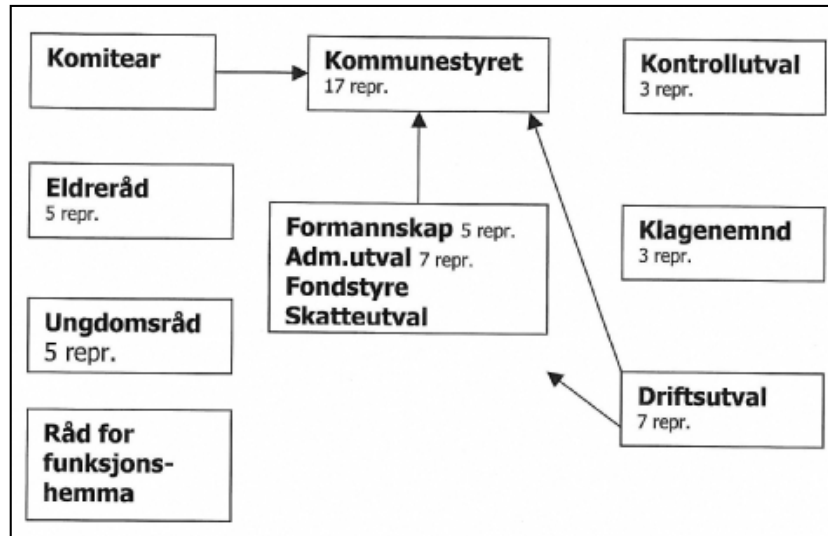 Komitear
Kommunestyret
17 repr.
Kontrollutval
3 repr.
Eldreråd
5 repr.
Formannskap 5 repr.
Adm.utval 7 repr.
Fondstyre
Skatteutval
Klagenemnd
3 repr.
Ungdomsråd
5 repr.
Driftsutval
7 repr.
Råd for
funksjons-
hemma